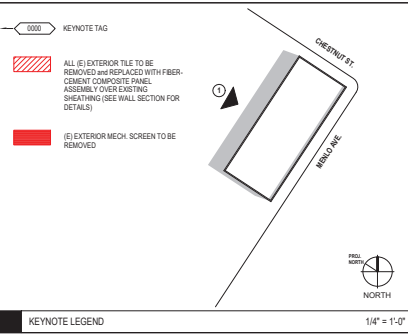 0000 KEYNOTE TAG
ALL (E) EXTERIOR TILE TO BE
REMOVED and REPLACED WITH FIBER-
CEMENT COMPOSITE PANEL
ASSEMBLY OVER EXISTING
SHEATHING (SEE WALL SECTION FOR
DETAILS)
(E) EXTERIOR MECH. SCREEN TO BE
REMOVED
CHESTNUT ST.
1
MENLO AVE.
PROJ.
NORTH
NORTH
KEYNOTE LEGEND 1/4" = 1'-0"